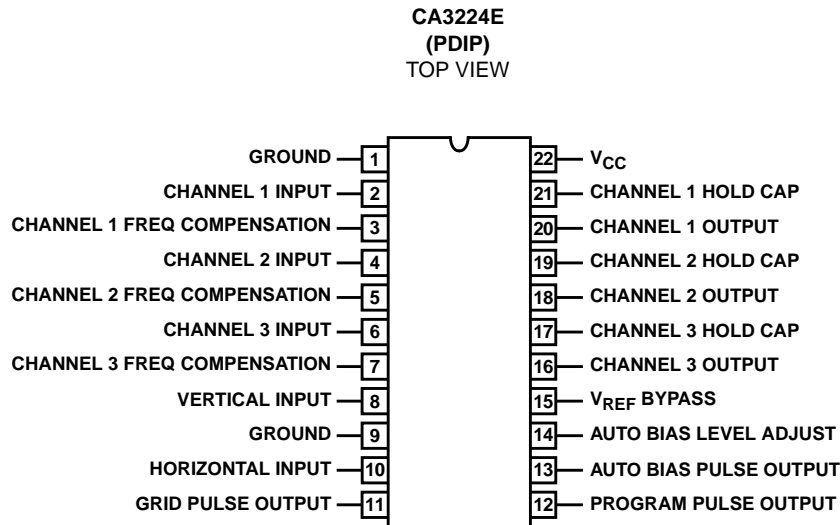 CA3224E
(PDIP)
TOP VIEW
GROUND 1 22 VCC
CHANNEL 1 INPUT 2 21 CHANNEL 1 HOLD CAP
CHANNEL 1 FREQ COMPENSATION 3 20 CHANNEL 1 OUTPUT
CHANNEL 2 INPUT 4 19 CHANNEL 2 HOLD CAP
CHANNEL 2 FREQ COMPENSATION 5 18 CHANNEL 2 OUTPUT
CHANNEL 3 INPUT 6 17 CHANNEL 3 HOLD CAP
CHANNEL 3 FREQ COMPENSATION 7 16 CHANNEL 3 OUTPUT
VERTICAL INPUT 8 15 VREF BYPASS
GROUND 9 14 AUTO BIAS LEVEL ADJUST
HORIZONTAL INPUT 10 13 AUTO BIAS PULSE OUTPUT
GRID PULSE OUTPUT 11 12 PROGRAM PULSE OUTPUT